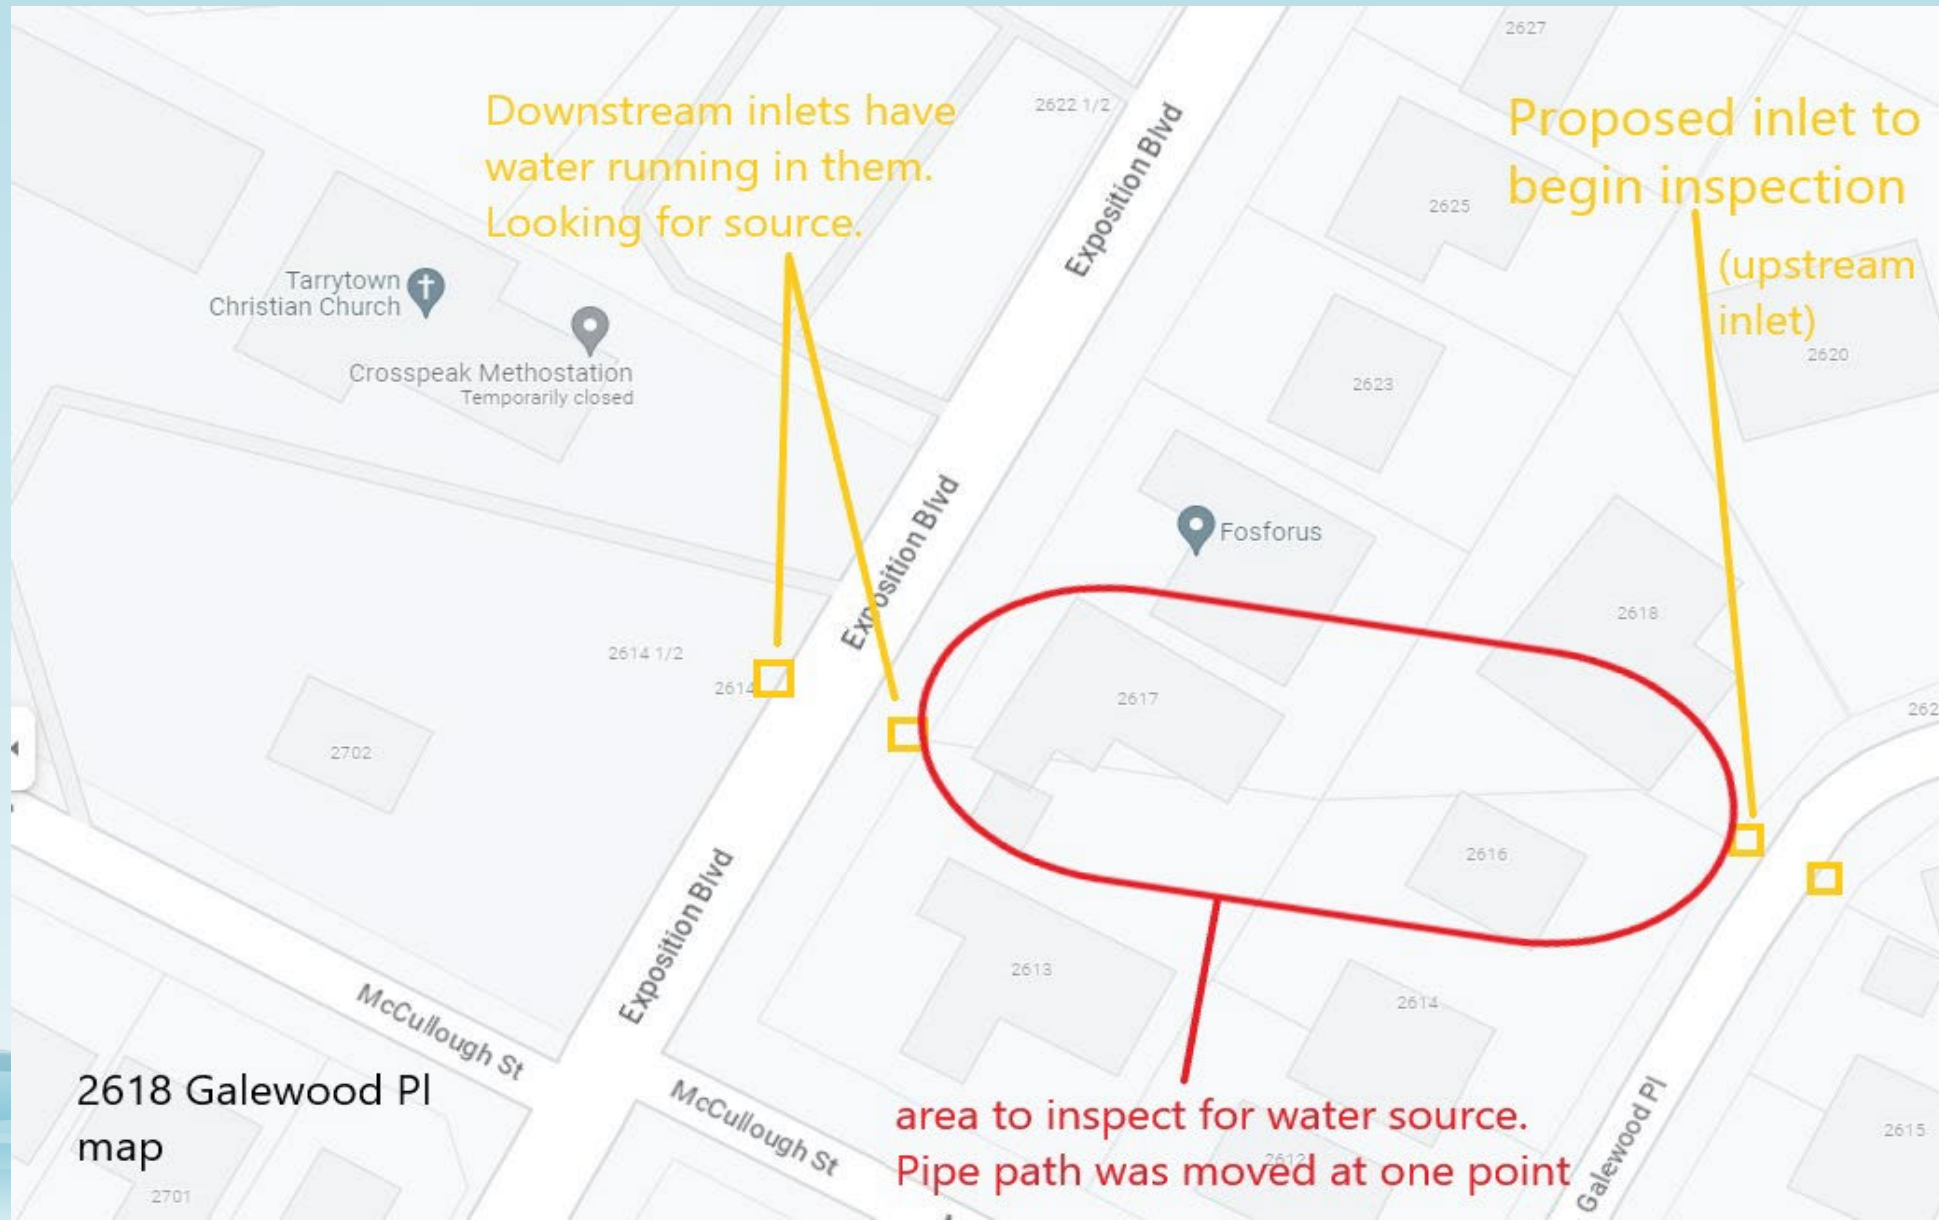 2627
Downstream inlets have
water running in them.
Looking for source.
2622 1/2
Proposed inlet to
begin inspection
(upstream
inlet)
Exposition Blvd
2625
Tarrytown
Christian Church
Crosspeak Methostation
Temporarily closed
2623
2620
Exposition Blvd
Fosforus
2618
2614 1/2
2614
2617
262
2702
2616
Exposition Blvd
2613
2614
McCullough St
2618 Galewood Pl
map
McCullough St
area to inspect for water source.
Pipe path was moved at one point
2612
Galewood Pl
2615
2701